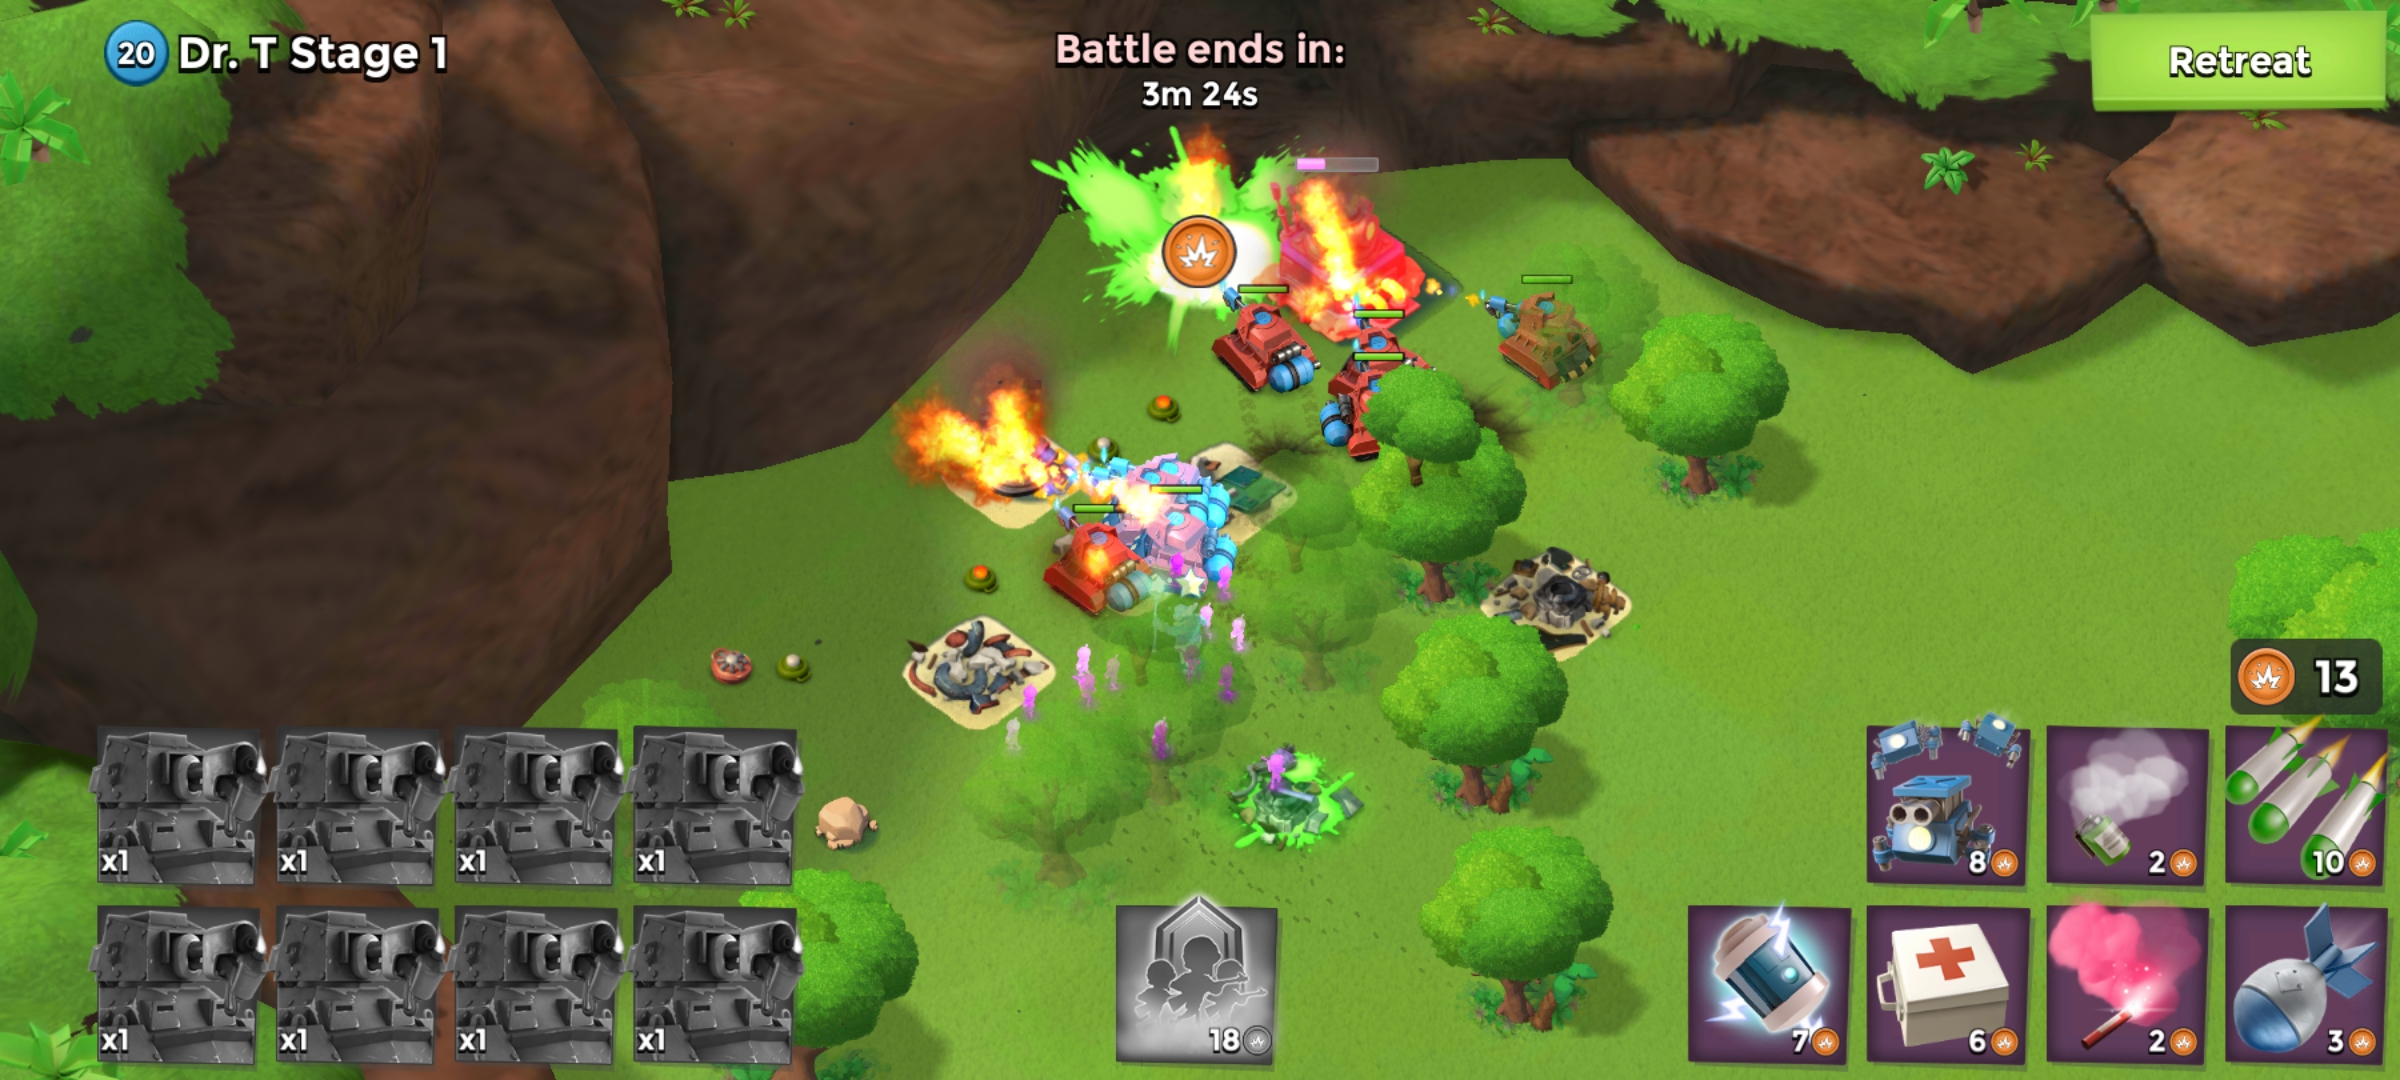 20 Dr. T Stage 1
Battle ends in:
3m 24s
Retreat
13
8
2
10
x1
x1
x1
x1
x1
x1
x1
x1
18
7
6
2
3